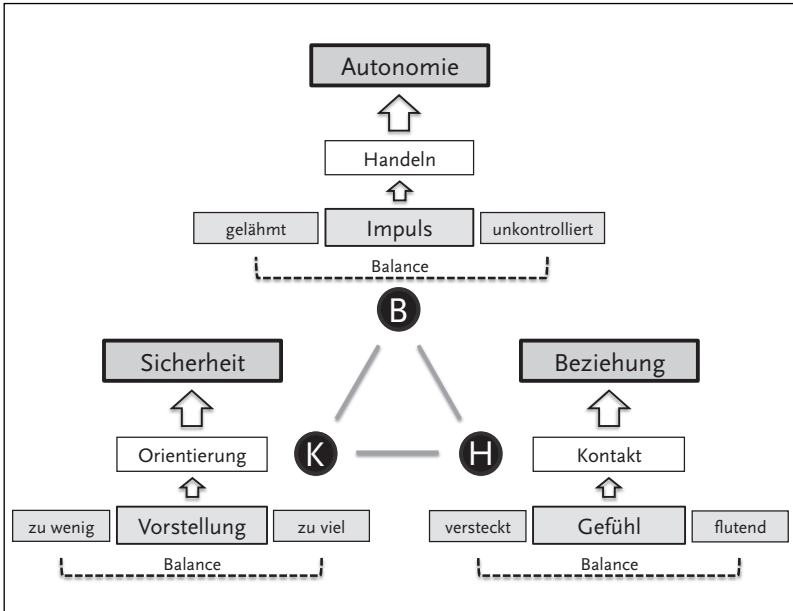 Autonomie
Handeln
gelähmt Impuls unkontrolliert
Balance
B
Sicherheit Beziehung
Orientierung K H Kontakt
zu wenig Vorstellung zu viel versteckt Gefühl flutend
Balance Balance